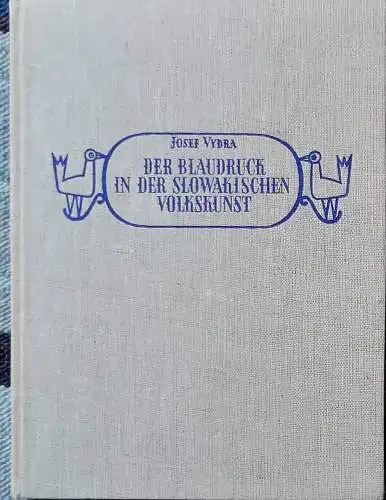 JOSEF VYDRA
DER BLAUDRUCK
IN DER SLOWAKISCHEN
VOLKSKUNST